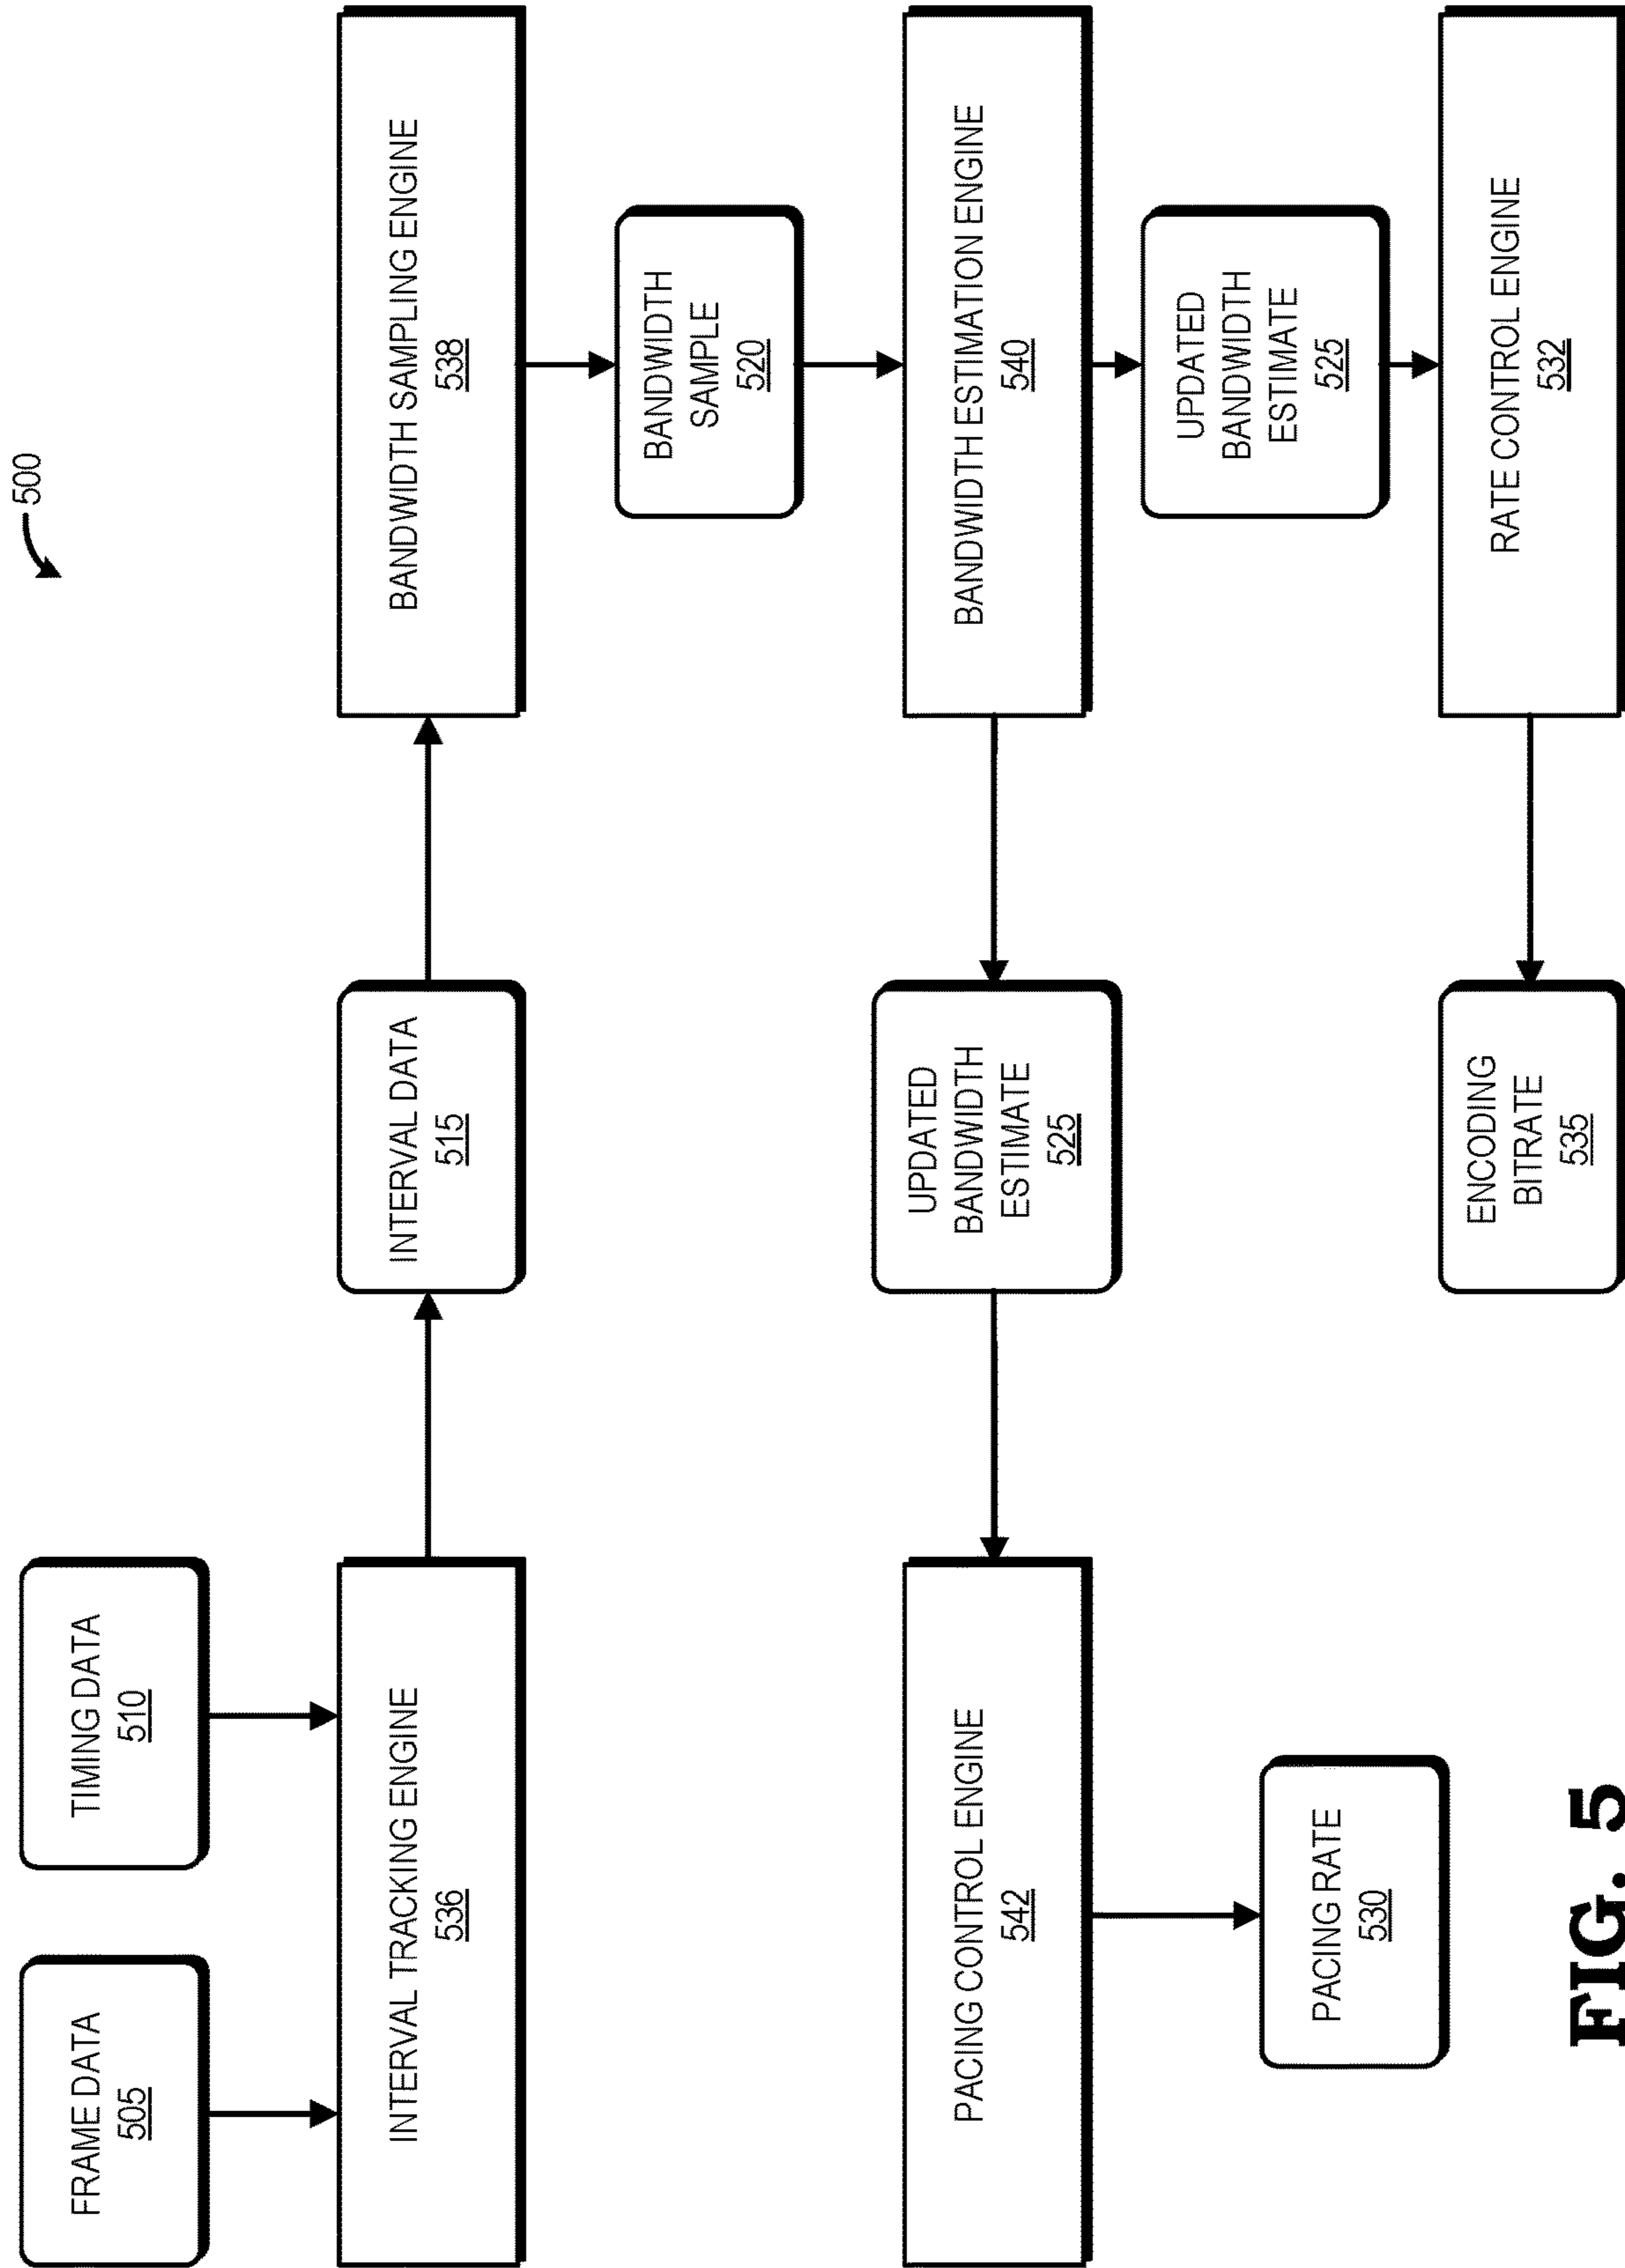 500
FRAME DATA
505
TIMING DATA
510
INTERVAL TRACKING ENGINE
536
INTERVAL DATA
515
BANDWIDTH SAMPLING ENGINE
538
BANDWIDTH
SAMPLE
520
BANDWIDTH ESTIMATION ENGINE
540
UPDATED
BANDWIDTH
ESTIMATE
525
PACING CONTROL ENGINE
542
PACING RATE
530
UPDATED
BANDWIDTH
ESTIMATE
525
RATE CONTROL ENGINE
532
ENCODING
BITRATE
535
FIG. 5